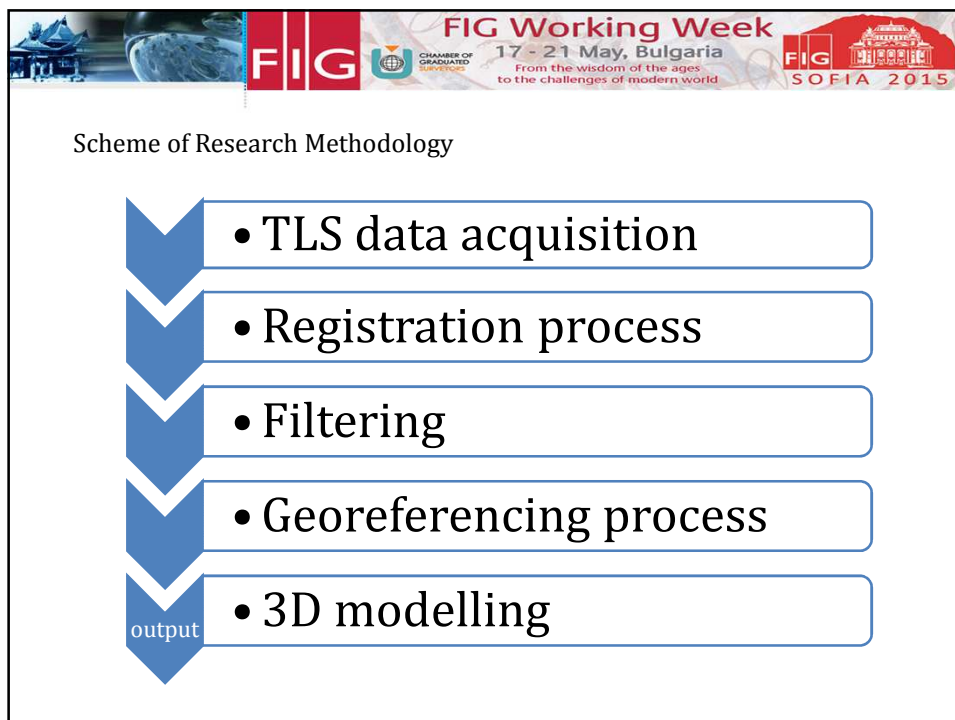 FIG
CHAMBER OF
GRADUATED
SURVEYORS
FIG Working Week
17 - 21 May, Bulgaria
From the wisdom of the ages
to the challenges of modern world
FIG
SOFIA 2015
Scheme of Research Methodology
• TLS data acquisition
• Registration process
• Filtering
• Georeferencing process
• 3D modelling
output